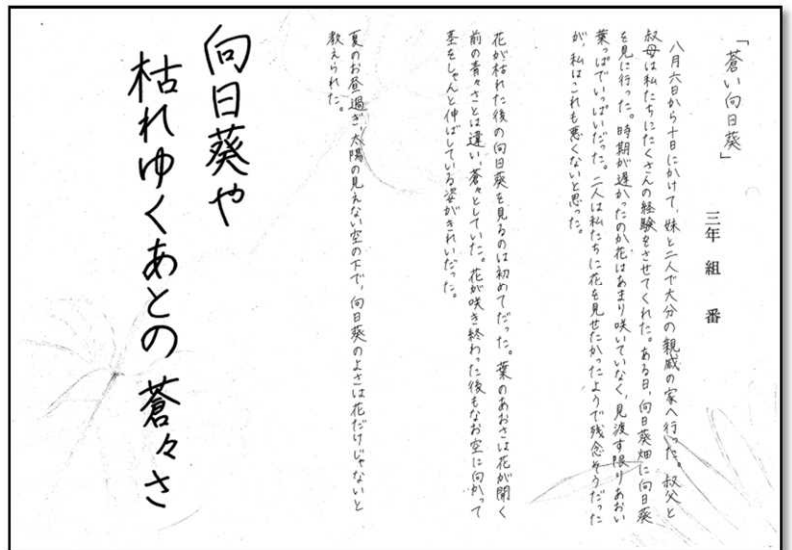 「蒼い向日葵」
三年 組 番
八月六日から十日にかけて、妹と二人で大分の親戚の家へ行った。叔父と
叔母は私たちにたくさんの経験をさせてくれた。ある日、向日葵畑に向日葵
を見に行った。時期が遅かったのか花はあまり咲いていなく、見渡す限りあおい
葉っぱでいっぱいだった。二人は私たちに花を見せたかったようで残念そうだった
が、私はこれも悪くないと思った。
花が枯れた後の向日葵を見るのは初めてだった。葉のあおさは花が開く
前の青々さとは違い、蒼々としていた。花が咲き終わった後もなお空に向かって
茎をしゃんと伸ばしている姿がきれいだった。
夏のお昼過ぎ、太陽の見えない空の下で、向日葵のよさは花だけじゃないと
教えられた。
向日葵や
枯れゆくあとの 蒼々さ